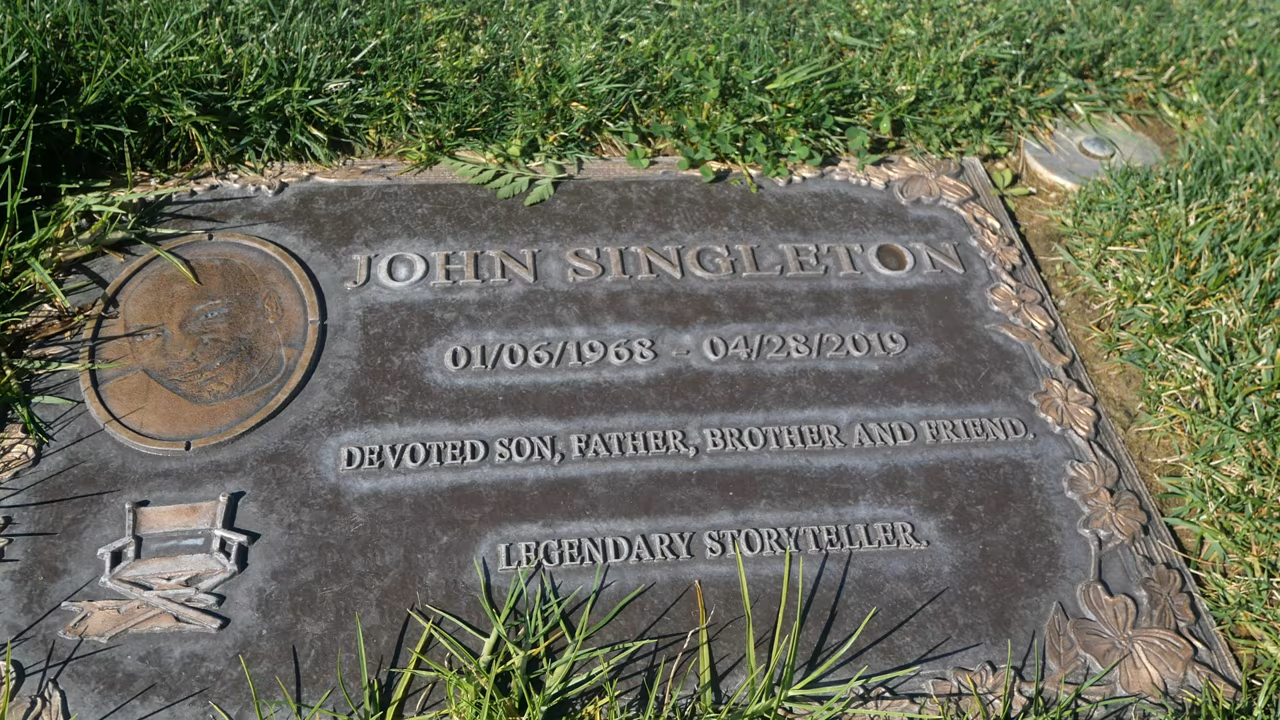 JOHN SINGLETON
01/06/1968 - 04/28/2019
DEVOTED SON, FATHER, BROTHER AND FRIEND.
LEGENDARY STORYTELLER.